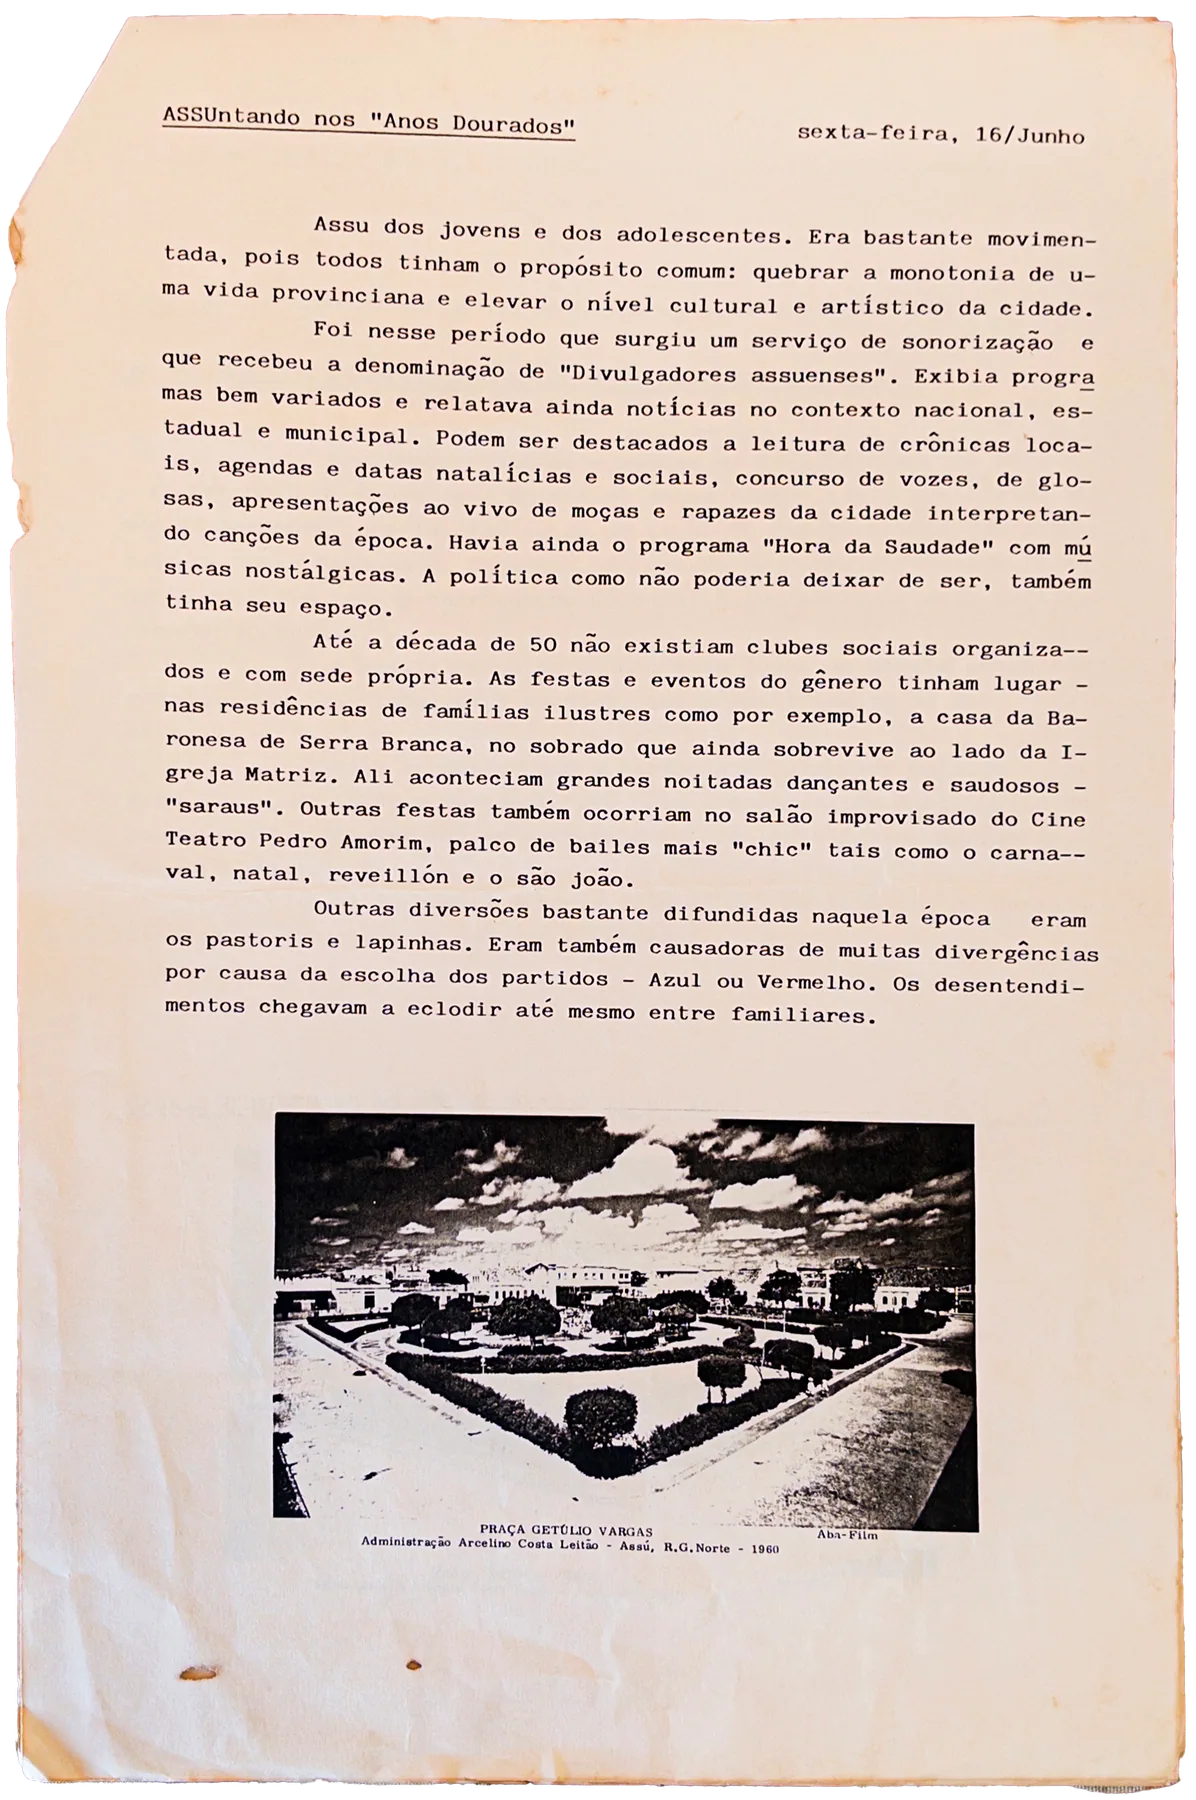 ASSUntando nos "Anos Dourados"
sexta-feira, 16/Junho
Assu dos jovens e dos adolescentes. Era bastante movimen-
tada, pois todos tinham o propósito comum: quebrar a monotonia de u-
ma vida provinciana e elevar o nível cultural e artístico da cidade.
Foi nesse período que surgiu um serviço de sonorização e
que recebeu a denominação de "Divulgadores assuenses". Exibia progra
mas bem variados e relatava ainda notícias no contexto nacional, es-
tadual e municipal. Podem ser destacados a leitura de crônicas loca-
is, agendas e datas natalícias e sociais, concurso de vozes, de glo-
sas, apresentações ao vivo de moças e rapazes da cidade interpretan-
do canções da época. Havia ainda o programa "Hora da Saudade" com mú
sicas nostálgicas. A política como não poderia deixar de ser, também
tinha seu espaço.
Até a década de 50 não existiam clubes sociais organiza--
dos e com sede própria. As festas e eventos do gênero tinham lugar -
nas residências de famílias ilustres como por exemplo, a casa da Ba-
ronesa de Serra Branca, no sobrado que ainda sobrevive ao lado da I-
greja Matriz. Ali aconteciam grandes noitadas dançantes e saudosos -
"saraus". Outras festas também ocorriam no salão improvisado do Cine
Teatro Pedro Amorim, palco de bailes mais "chic" tais como o carna--
val, natal, reveillón e o são joão.
Outras diversões bastante difundidas naquela época eram
os pastoris e lapinhas. Eram também causadoras de muitas divergências
por causa da escolha dos partidos - Azul ou Vermelho. Os desentendi-
mentos chegavam a eclodir até mesmo entre familiares.
PRAÇA GETÚLIO VARGAS
Aba-Film
Administração Arcelino Costa Leitão - Assú, R.G.Norte - 1960